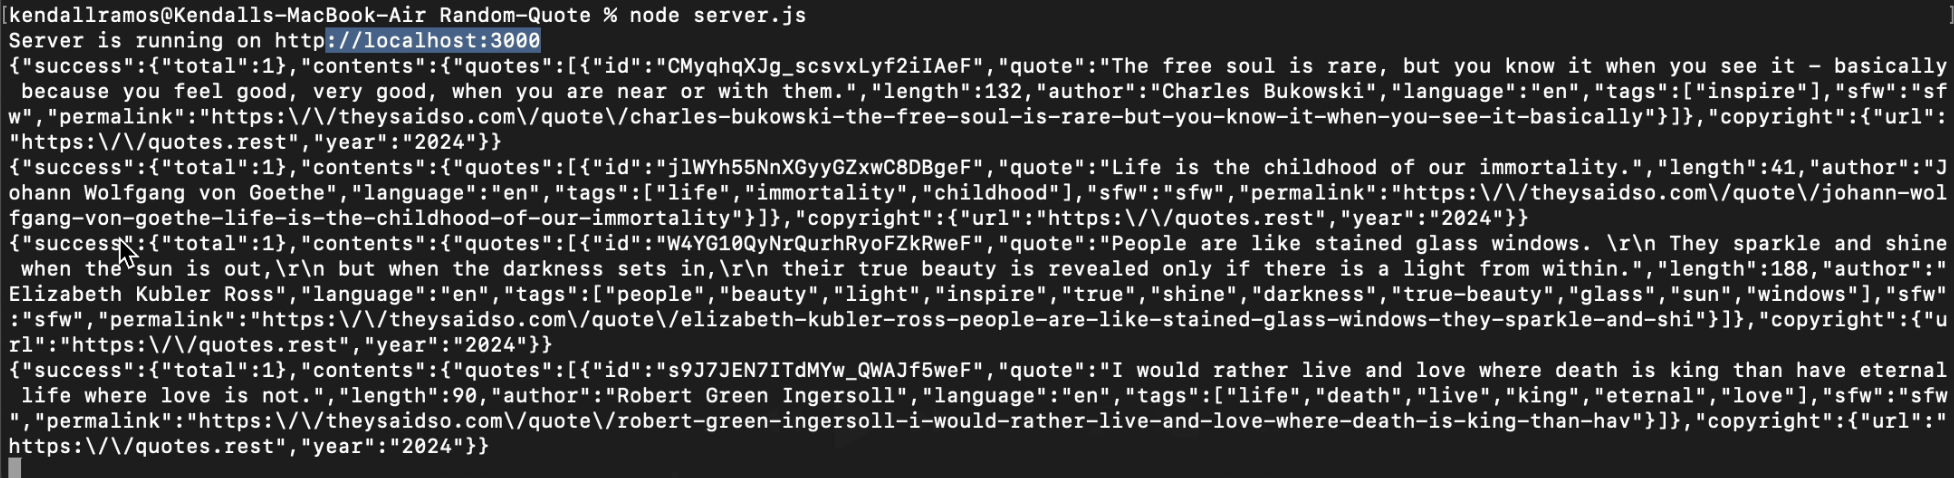 [kendallramos@Kendalls-MacBook-Air Random-Quote % node server.js ]
Server is running on http://localhost:3000
{"success":{"total":1},"contents":{"quotes":[{"id":"CMyqhqXJg_scsvxLyf2iIAeF","quote":"The free soul is rare, but you know it when you see it – basically
 because you feel good, very good, when you are near or with them.","length":132,"author":"Charles Bukowski","language":"en","tags":["inspire"],"sfw":"sf
w","permalink":"https:\/\/theysaidso.com\/quote\/charles-bukowski-the-free-soul-is-rare-but-you-know-it-when-you-see-it-basically"}]},"copyright":{"url":
"https:\/\/quotes.rest","year":"2024"}}
{"success":{"total":1},"contents":{"quotes":[{"id":"jlWYh55NnXGyyGZxwC8DBgeF","quote":"Life is the childhood of our immortality.","length":41,"author":"J
ohann Wolfgang von Goethe","language":"en","tags":["life","immortality","childhood"],"sfw":"sfw","permalink":"https:\/\/theysaidso.com\/quote\/johann-wol
fgang-von-goethe-life-is-the-childhood-of-our-immortality"}]},"copyright":{"url":"https:\/\/quotes.rest","year":"2024"}}
{"success":{"total":1},"contents":{"quotes":[{"id":"W4YG10QyNrQurhRyoFZkRweF","quote":"People are like stained glass windows. \r\n They sparkle and shine
 when the sun is out,\r\n but when the darkness sets in,\r\n their true beauty is revealed only if there is a light from within.","length":188,"author":"
Elizabeth Kubler Ross","language":"en","tags":["people","beauty","light","inspire","true","shine","darkness","true-beauty","glass","sun","windows"],"sfw"
:"sfw","permalink":"https:\/\/theysaidso.com\/quote\/elizabeth-kubler-ross-people-are-like-stained-glass-windows-they-sparkle-and-shi"}]},"copyright":{"u
rl":"https:\/\/quotes.rest","year":"2024"}}
{"success":{"total":1},"contents":{"quotes":[{"id":"s9J7JEN7ITdMYw_QWAJf5weF","quote":"I would rather live and love where death is king than have eternal
 life where love is not.","length":90,"author":"Robert Green Ingersoll","language":"en","tags":["life","death","live","king","eternal","love"],"sfw":"sfw
","permalink":"https:\/\/theysaidso.com\/quote\/robert-green-ingersoll-i-would-rather-live-and-love-where-death-is-king-than-hav"}]},"copyright":{"url":"
https:\/\/quotes.rest","year":"2024"}}